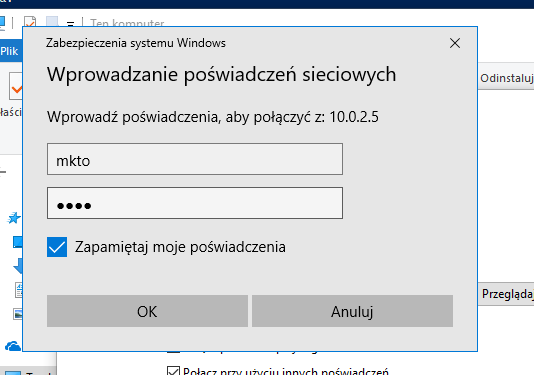 Plik
Ten komputer
Odinstaluj
Zabezpieczenia systemu Windows
Wprowadzanie poświadczeń sieciowych
Wprowadź poświadczenia, aby połączyć z: 10.0.2.5
mkto
••••
Zapamiętaj moje poświadczenia
OK
Anuluj
Przegląda
Połącz przy użyciu innych poświadczeń